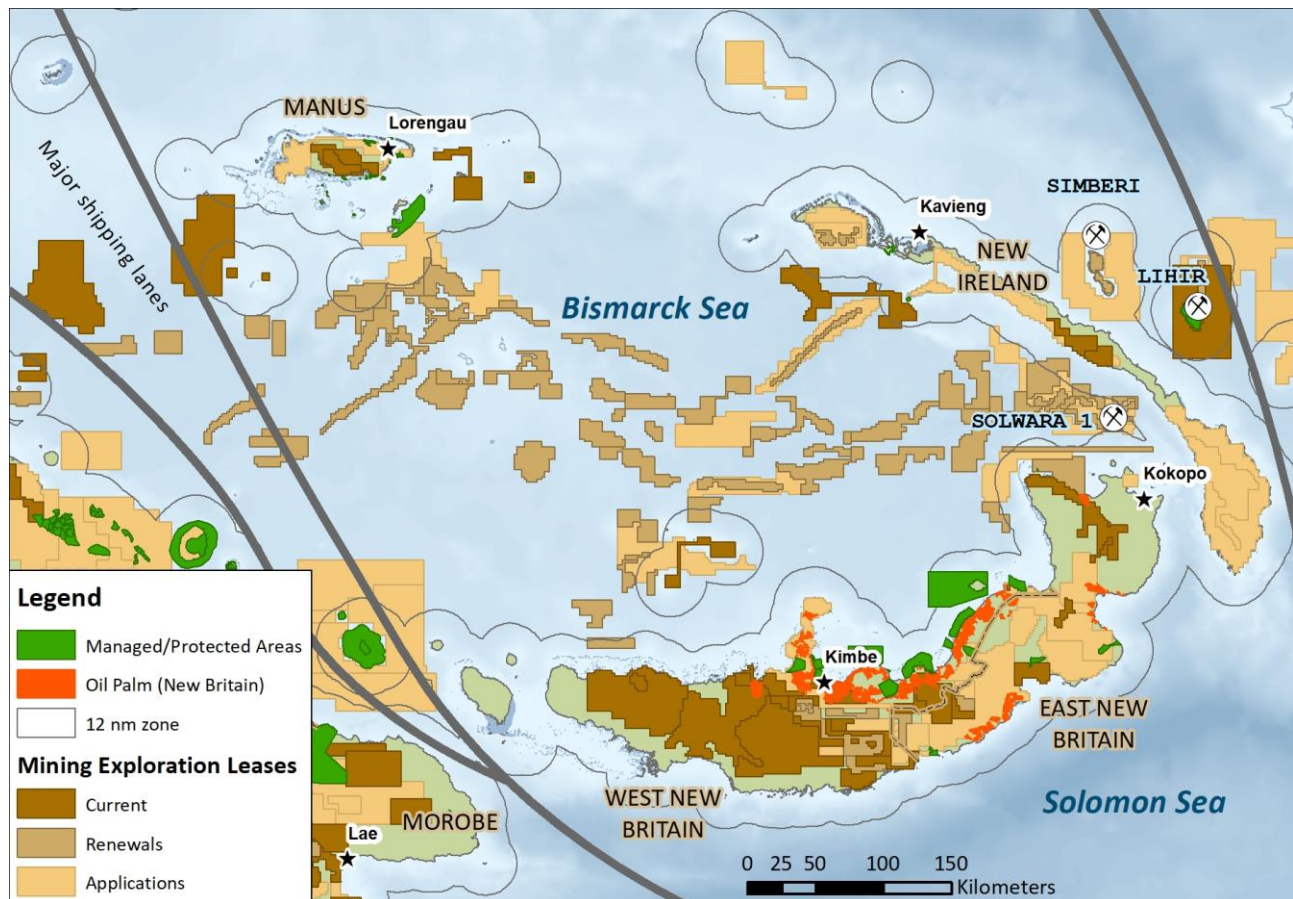 MANUS
Lorengau
Major shipping lanes
SIMBERI
Kavieng
NEW
IRELAND
LIHIR
Bismarck Sea
SOLWARA 1
Kokopo
Kimbe
EAST NEW
BRITAIN
WEST NEW
BRITAIN
Solomon Sea
MOROBE
Lae
Legend
Managed/Protected Areas
Oil Palm (New Britain)
12 nm zone
Mining Exploration Leases
Current
Renewals
Applications
0 25 50 100 150
Kilometers